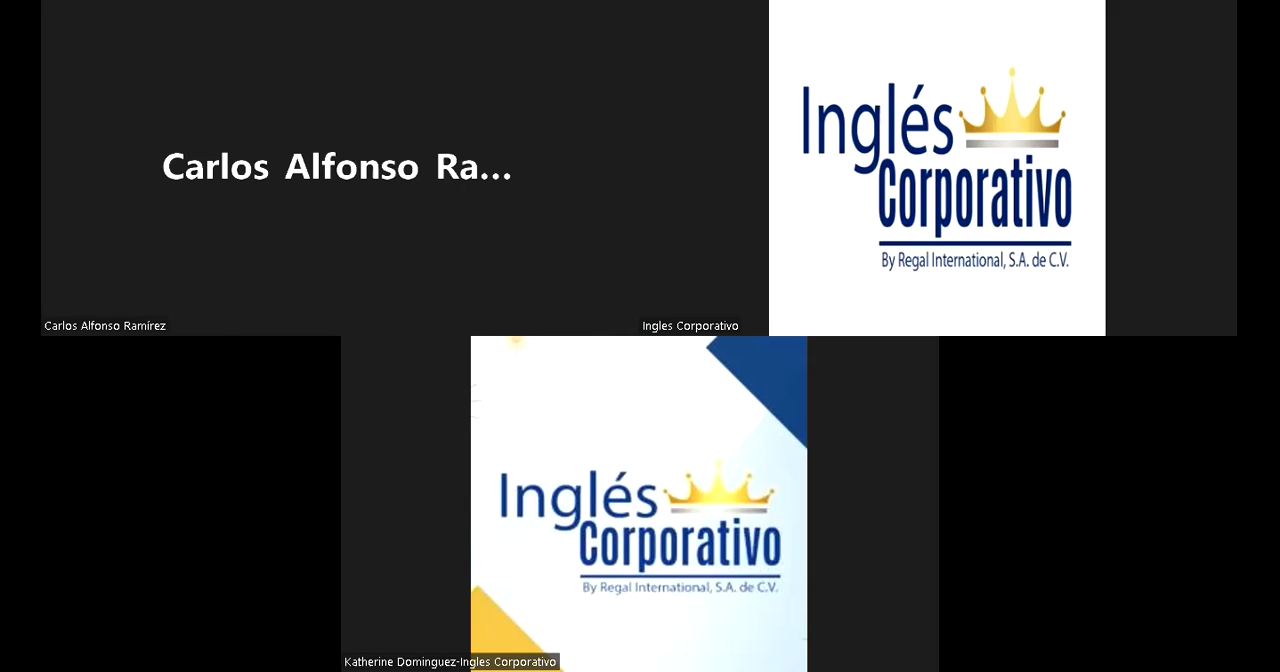 Carlos Alfonso Ra...
Carlos Alfonso Ramírez
Inglés
Corporativo
By Regal International, S.A. de C.V.
Ingles Corporativo
Inglés
Corporativo
By Regal International, S.A. de C.V.
Katherine Dominguez-Ingles Corporativo